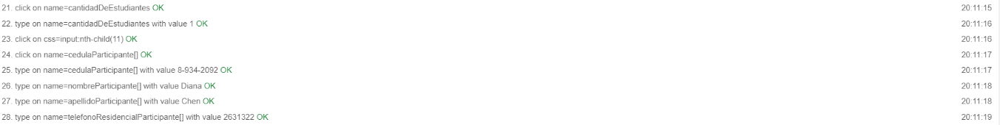 21. click on name=cantidadDeEstudiantes OK 20:11:15
22. type on name=cantidadDeEstudiantes with value 1 OK 20:11:16
23. click on css=input:nth-child(11) OK 20:11:16
24. click on name=cedulaParticipante[] OK 20:11:17
25. type on name=cedulaParticipante[] with value 8-934-2092 OK 20:11:17
26. type on name=nombreParticipante[] with value Diana OK 20:11:18
27. type on name=apellidoParticipante[] with value Chen OK 20:11:18
28. type on name=telefonoResidencialParticipante[] with value 2631322 OK 20:11:19